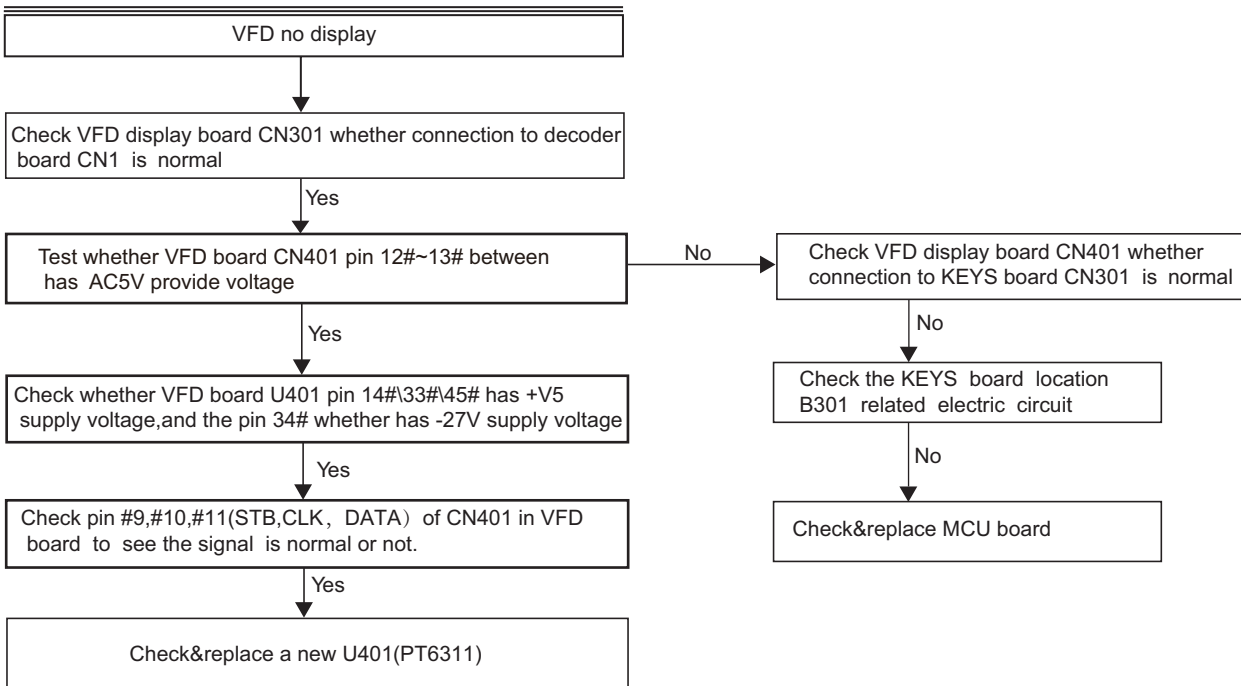 VFD no display
Check VFD display board CN301 whether connection to decoder
board CN1 is normal
Yes
Test whether VFD board CN401 pin 12#~13# between
has AC5V provide voltage
No
Check VFD display board CN401 whether
connection to KEYS board CN301 is normal
Yes
No
Check whether VFD board U401 pin 14#\33#\45# has +V5
supply voltage,and the pin 34# whether has -27V supply voltage
Check the KEYS board location
B301 related electric circuit
Yes
No
Check pin #9,#10,#11(STB,CLK, DATA) of CN401 in VFD
board to see the signal is normal or not.
Check&replace MCU board
Yes
Check&replace a new U401(PT6311)